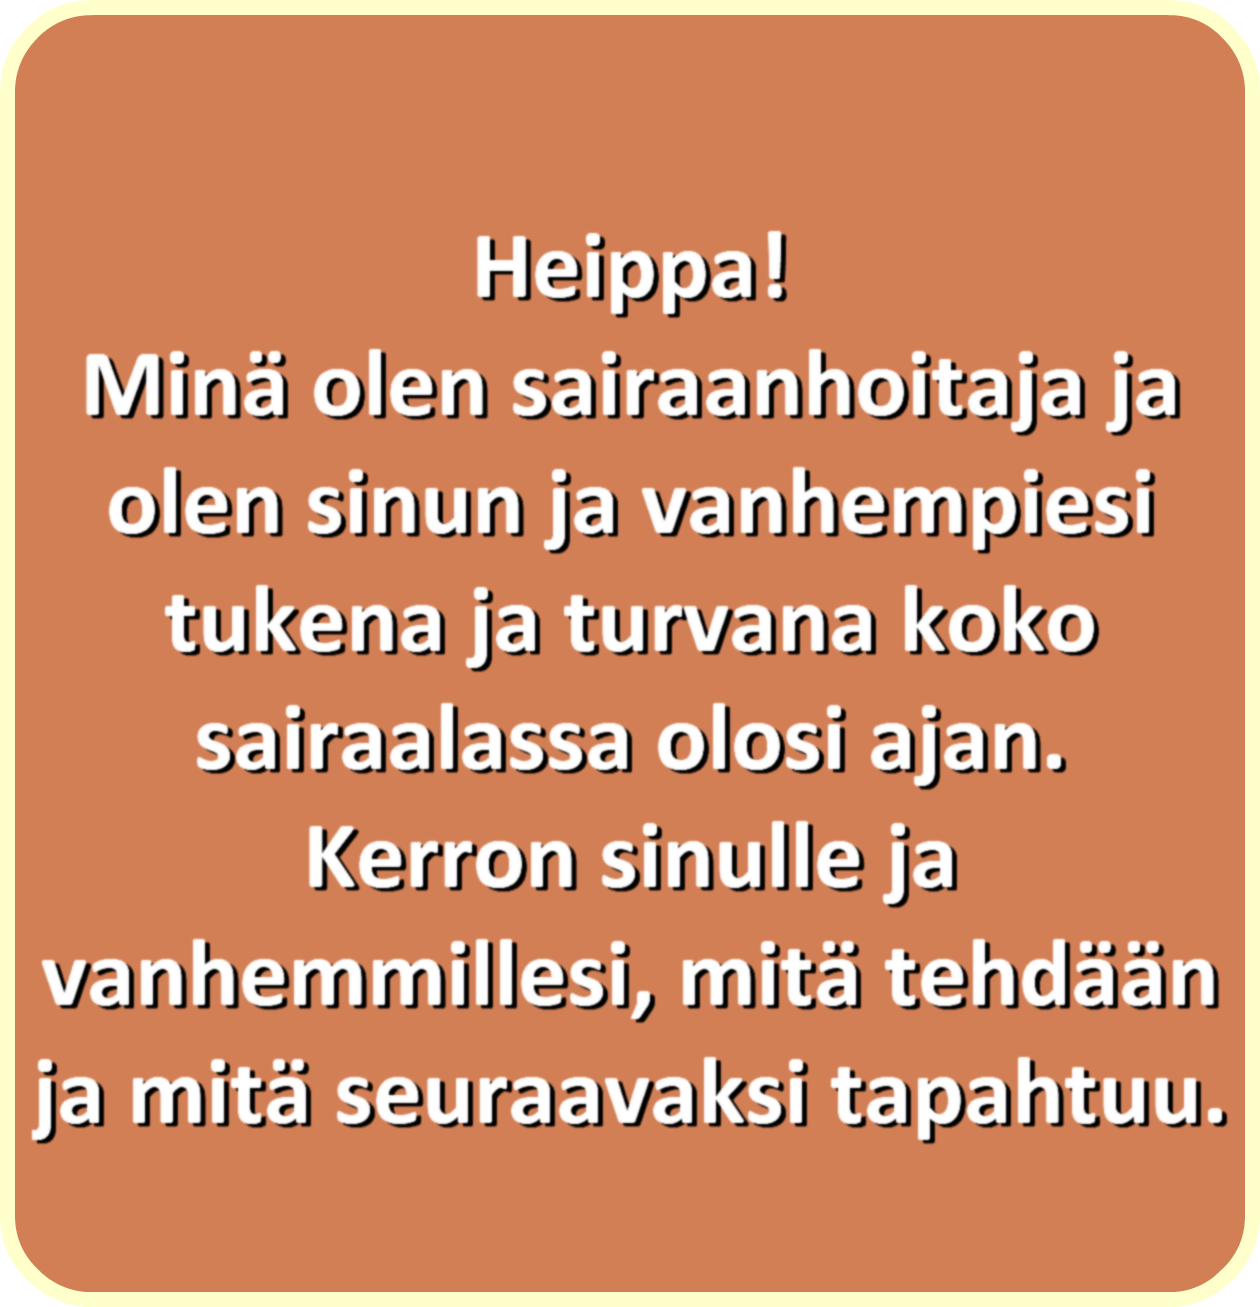 Heippa!
Minä olen sairaanhoitaja ja
olen sinun ja vanhempiesi
tukena ja turvana koko
sairaalassa olosi ajan.
Kerron sinulle ja
vanhemmillesi, mitä tehdään
ja mitä seuraavaksi tapahtuu.